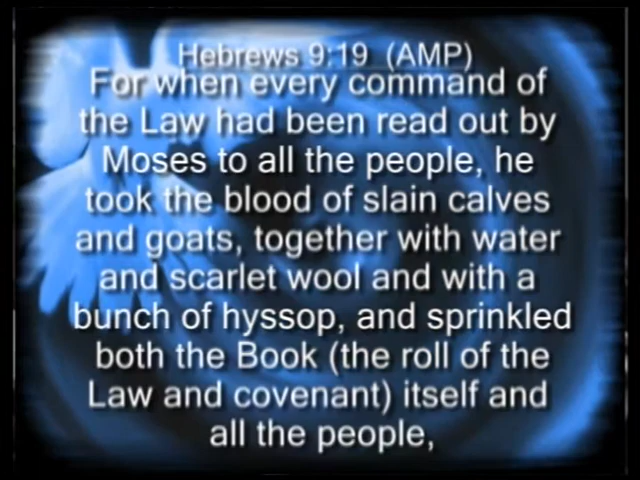 Hebrews 9:19 (AMP)
For when every command of
the Law had been read out by
Moses to all the people, he
took the blood of slain calves
and goats, together with water
and scarlet wool and with a
bunch of hyssop, and sprinkled
both the Book (the roll of the
Law and covenant) itself and
all the people,